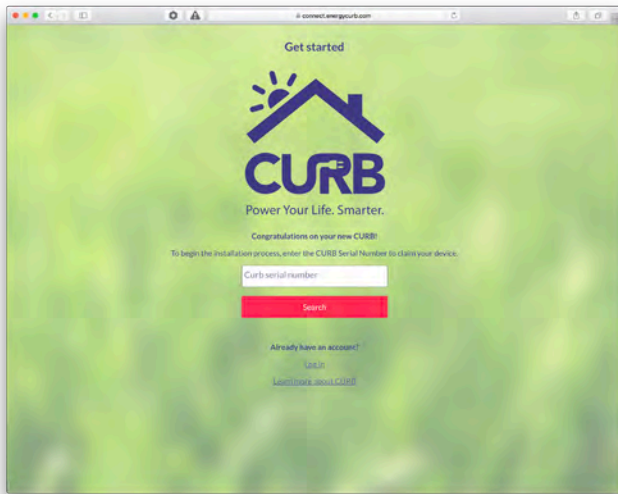 connect.energycurb.com
Get started
CURB
Power Your Life. Smarter.
Congratulations on your new CURB!
To begin the installation process, enter the CURB Serial Number to claim your device.
Curb serial number
Search
Already have an account?
Log in
Learn more about CURB